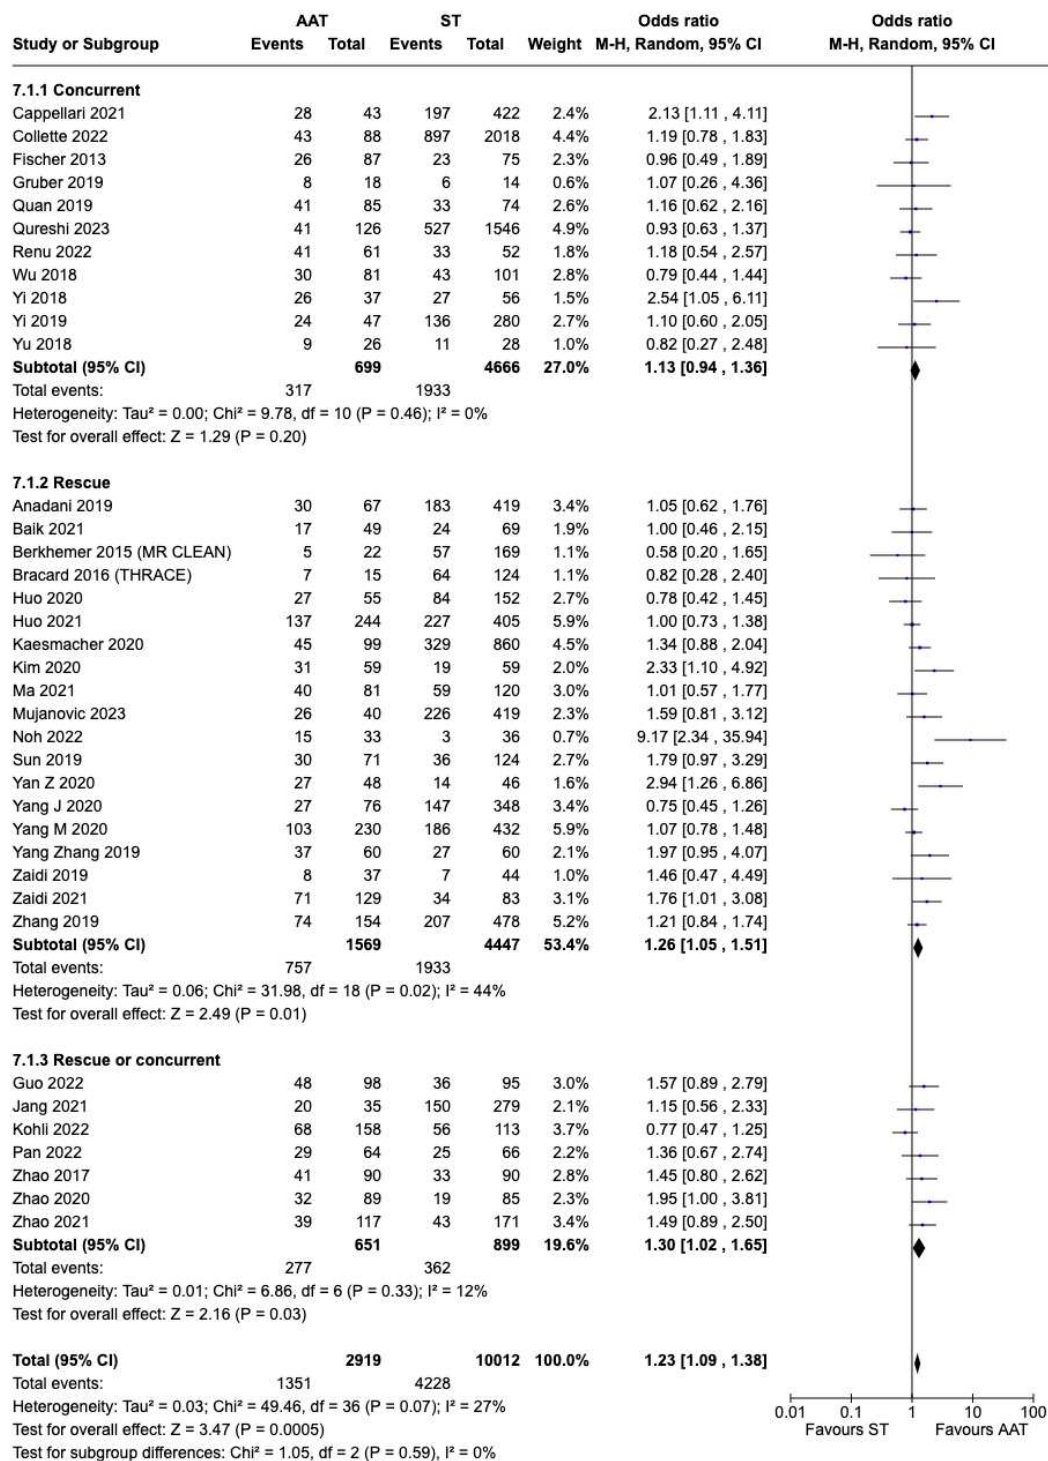 AAT ST Odds ratio Odds ratio
Study or Subgroup Events Total Events Total Weight M-H, Random, 95% CI M-H, Random, 95% CI
7.1.1 Concurrent
Cappellari 2021 28 43 197 422 2.4% 2.13 [1.11 , 4.11]
Collette 2022 43 88 897 2018 4.4% 1.19 [0.78 , 1.83]
Fischer 2013 26 87 23 75 2.3% 0.96 [0.49 , 1.89]
Gruber 2019 8 18 6 14 0.6% 1.07 [0.26 , 4.36]
Quan 2019 41 85 33 74 2.6% 1.16 [0.62 , 2.16]
Qureshi 2023 41 126 527 1546 4.9% 0.93 [0.63 , 1.37]
Renu 2022 41 61 33 52 1.8% 1.18 [0.54 , 2.57]
Wu 2018 30 81 43 101 2.8% 0.79 [0.44 , 1.44]
Yi 2018 26 37 27 56 1.5% 2.54 [1.05 , 6.11]
Yi 2019 24 47 136 280 2.7% 1.10 [0.60 , 2.05]
Yu 2018 9 26 11 28 1.0% 0.82 [0.27 , 2.48]
Subtotal (95% CI) 699 4666 27.0% 1.13 [0.94 , 1.36]
Total events: 317 1933
Heterogeneity: Tau² = 0.00; Chi² = 9.78, df = 10 (P = 0.46); I² = 0%
Test for overall effect: Z = 1.29 (P = 0.20)
7.1.2 Rescue
Anadani 2019 30 67 183 419 3.4% 1.05 [0.62 , 1.76]
Baik 2021 17 49 24 69 1.9% 1.00 [0.46 , 2.15]
Berkhemer 2015 (MR CLEAN) 5 22 57 169 1.1% 0.58 [0.20 , 1.65]
Bracard 2016 (THRACE) 7 15 64 124 1.1% 0.82 [0.28 , 2.40]
Huo 2020 27 55 84 152 2.7% 0.78 [0.42 , 1.45]
Huo 2021 137 244 227 405 5.9% 1.00 [0.73 , 1.38]
Kaesmacher 2020 45 99 329 860 4.5% 1.34 [0.88 , 2.04]
Kim 2020 31 59 19 59 2.0% 2.33 [1.10 , 4.92]
Ma 2021 40 81 59 120 3.0% 1.01 [0.57 , 1.77]
Mujanovic 2023 26 40 226 419 2.3% 1.59 [0.81 , 3.12]
Noh 2022 15 33 3 36 0.7% 9.17 [2.34 , 35.94]
Sun 2019 30 71 36 124 2.7% 1.79 [0.97 , 3.29]
Yan Z 2020 27 48 14 46 1.6% 2.94 [1.26 , 6.86]
Yang J 2020 27 76 147 348 3.4% 0.75 [0.45 , 1.26]
Yang M 2020 103 230 186 432 5.9% 1.07 [0.78 , 1.48]
Yang Zhang 2019 37 60 27 60 2.1% 1.97 [0.95 , 4.07]
Zaidi 2019 8 37 7 44 1.0% 1.46 [0.47 , 4.49]
Zaidi 2021 71 129 34 83 3.1% 1.76 [1.01 , 3.08]
Zhang 2019 74 154 207 478 5.2% 1.21 [0.84 , 1.74]
Subtotal (95% CI) 1569 4447 53.4% 1.26 [1.05 , 1.51]
Total events: 757 1933
Heterogeneity: Tau² = 0.06; Chi² = 31.98, df = 18 (P = 0.02); I² = 44%
Test for overall effect: Z = 2.49 (P = 0.01)
7.1.3 Rescue or concurrent
Guo 2022 48 98 36 95 3.0% 1.57 [0.89 , 2.79]
Jang 2021 20 35 150 279 2.1% 1.15 [0.56 , 2.33]
Kohli 2022 68 158 56 113 3.7% 0.77 [0.47 , 1.25]
Pan 2022 29 64 25 66 2.2% 1.36 [0.67 , 2.74]
Zhao 2017 41 90 33 90 2.8% 1.45 [0.80 , 2.62]
Zhao 2020 32 89 19 85 2.3% 1.95 [1.00 , 3.81]
Zhao 2021 39 117 43 171 3.4% 1.49 [0.89 , 2.50]
Subtotal (95% CI) 651 899 19.6% 1.30 [1.02 , 1.65]
Total events: 277 362
Heterogeneity: Tau² = 0.01; Chi² = 6.86, df = 6 (P = 0.33); I² = 12%
Test for overall effect: Z = 2.16 (P = 0.03)
Total (95% CI) 2919 10012 100.0% 1.23 [1.09 , 1.38]
Total events: 1351 4228
Heterogeneity: Tau² = 0.03; Chi² = 49.46, df = 36 (P = 0.07); I² = 27%
0.01 0.1 1 10 100
Test for overall effect: Z = 3.47 (P = 0.0005)
Favours ST Favours AAT
Test for subgroup differences: Chi² = 1.05, df = 2 (P = 0.59), I² = 0%